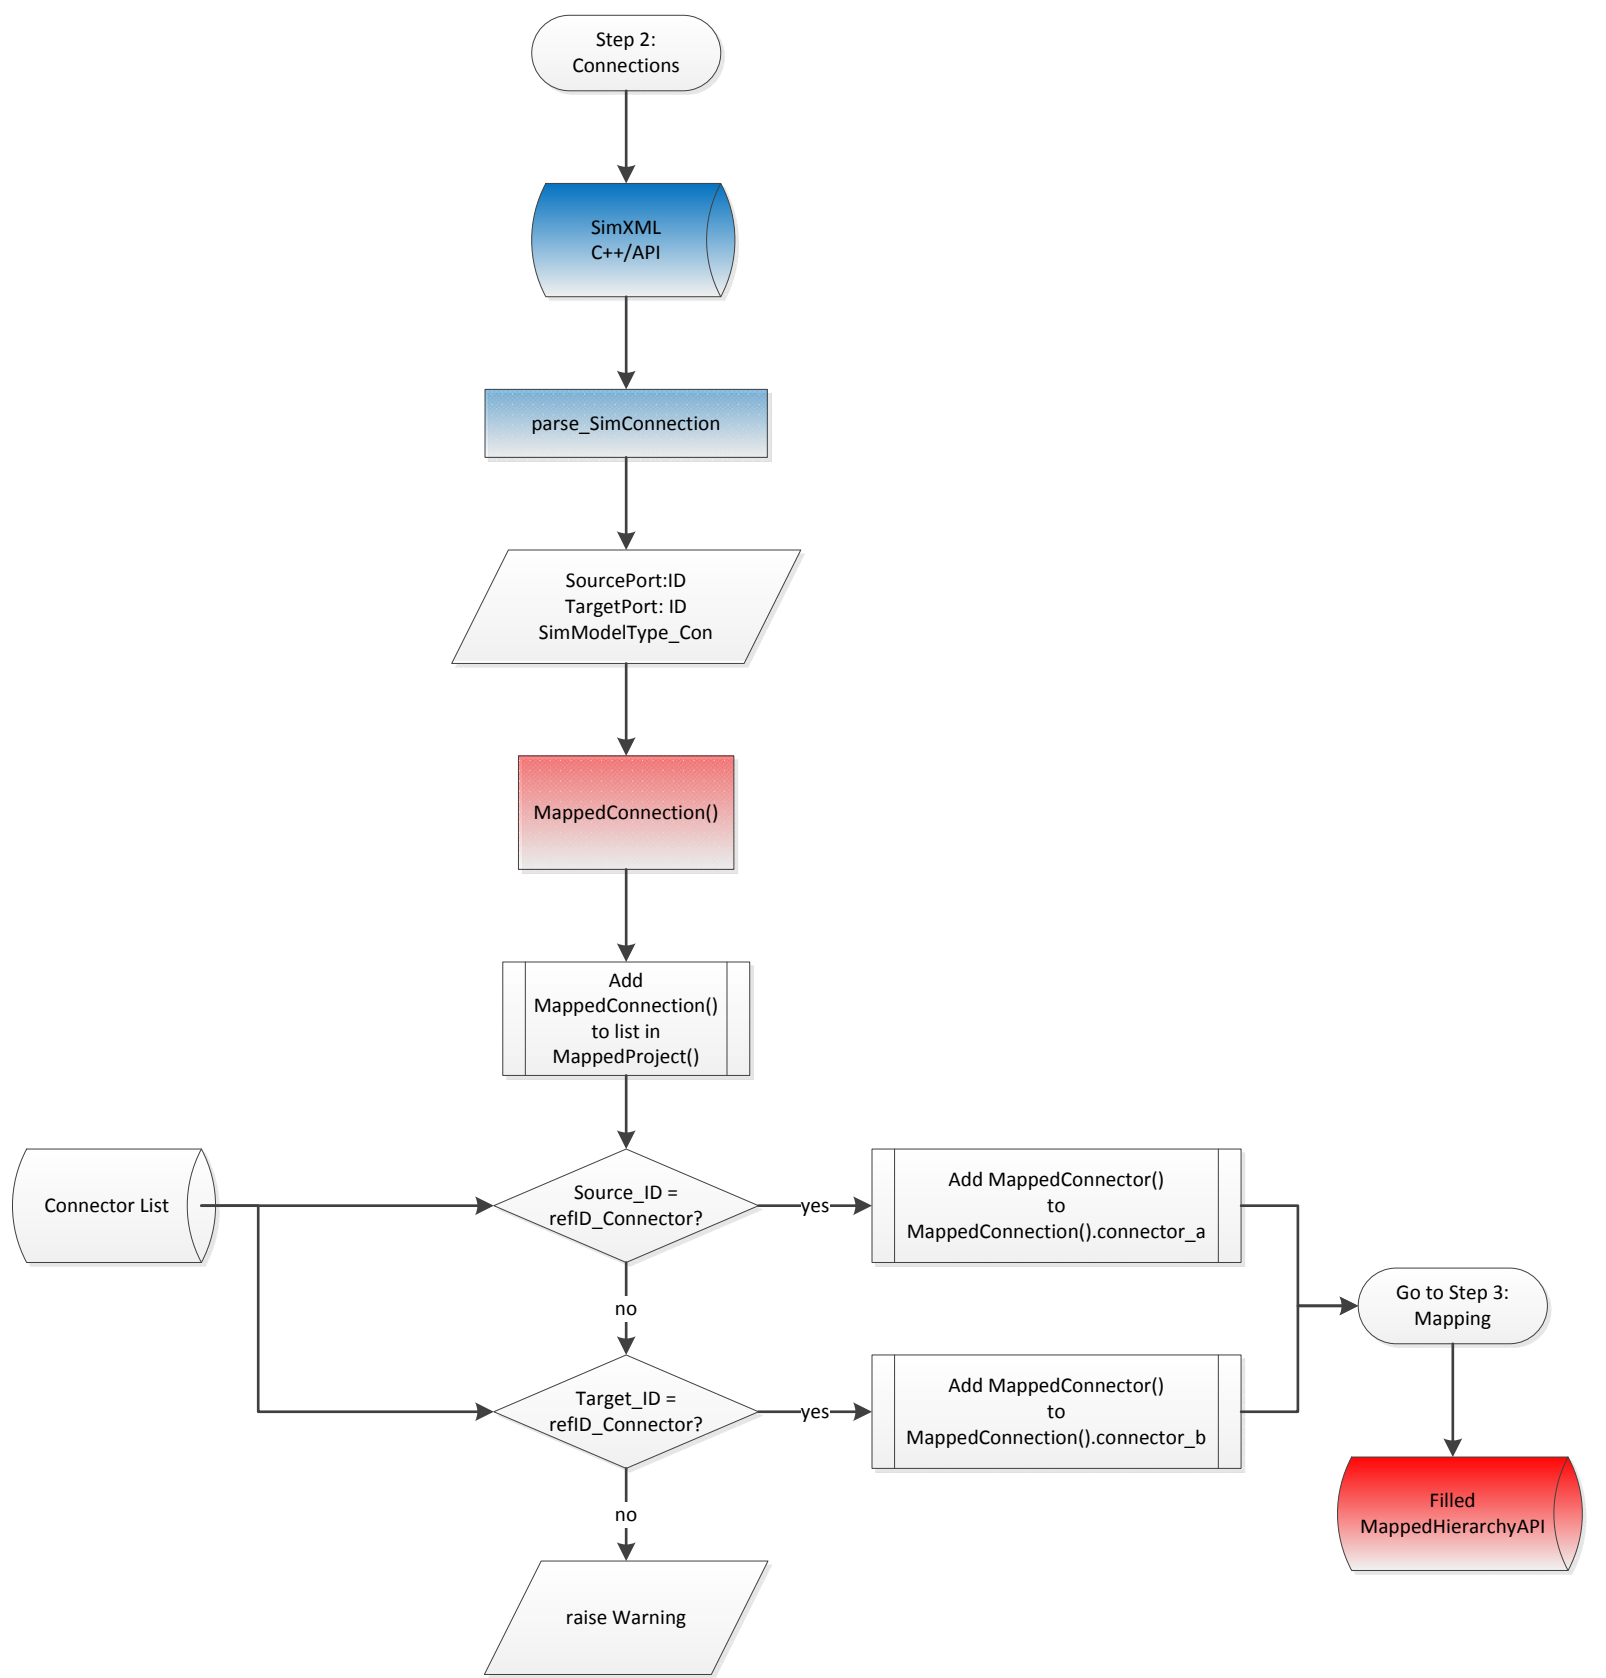 Step 2:
Connections
SimXML
C++/API
parse_SimConnection
SourcePort:ID
TargetPort: ID
SimModelType_Con
MappedConnection()
Add
MappedConnection()
to list in
MappedProject()
Connector List
Source_ID =
refID_Connector?
yes
Add MappedConnector()
to
MappedConnection().connector_a
no
Go to Step 3:
Mapping
Target_ID =
refID_Connector?
yes
Add MappedConnector()
to
MappedConnection().connector_b
no
Filled
MappedHierarchyAPI
raise Warning